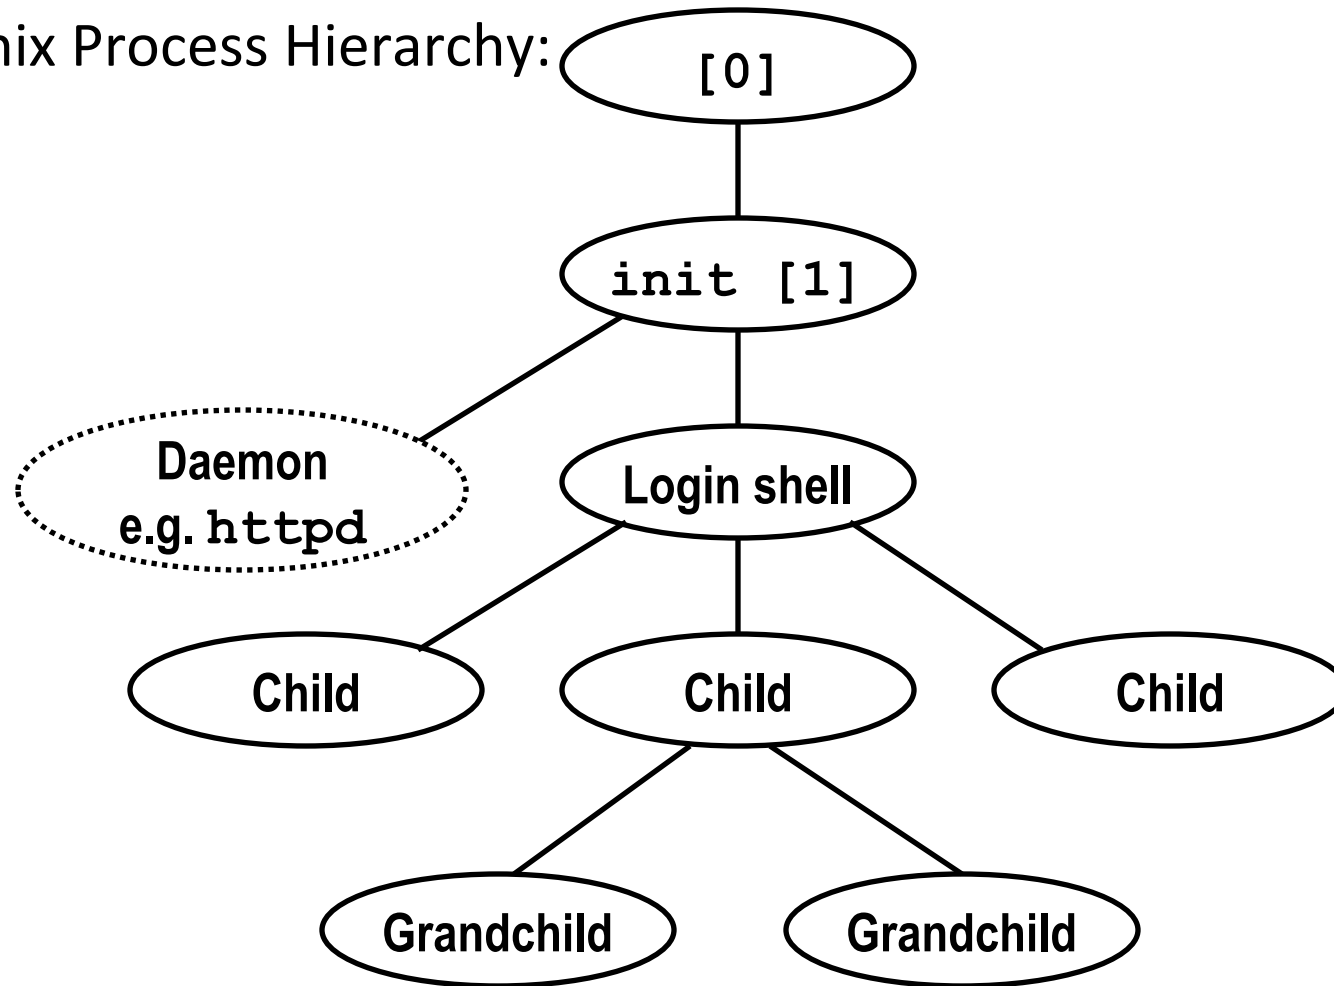 nix Process Hierarchy:
[0]
init [1]
Daemon
e.g. httpd
Login shell
Child
Child
Child
Grandchild
Grandchild